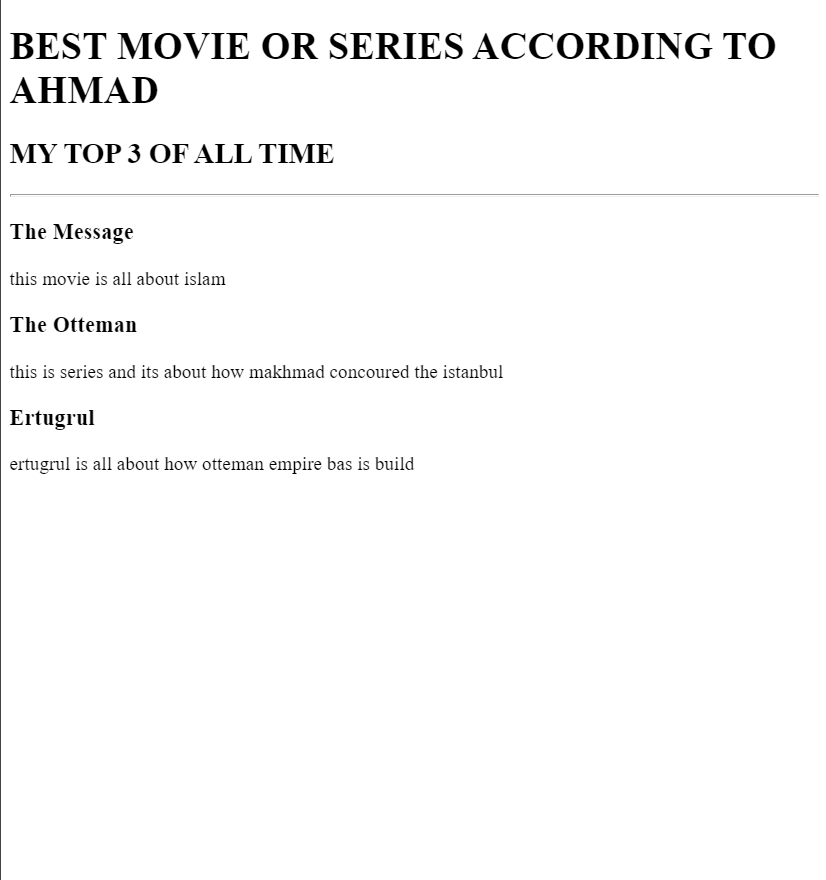 BEST MOVIE OR SERIES ACCORDING TO
AHMAD
MY TOP 3 OF ALL TIME
The Message
this movie is all about islam
The Otteman
this is series and its about how makhmad concoured the istanbul
Ertugrul
ertugrul is all about how otteman empire bas is build